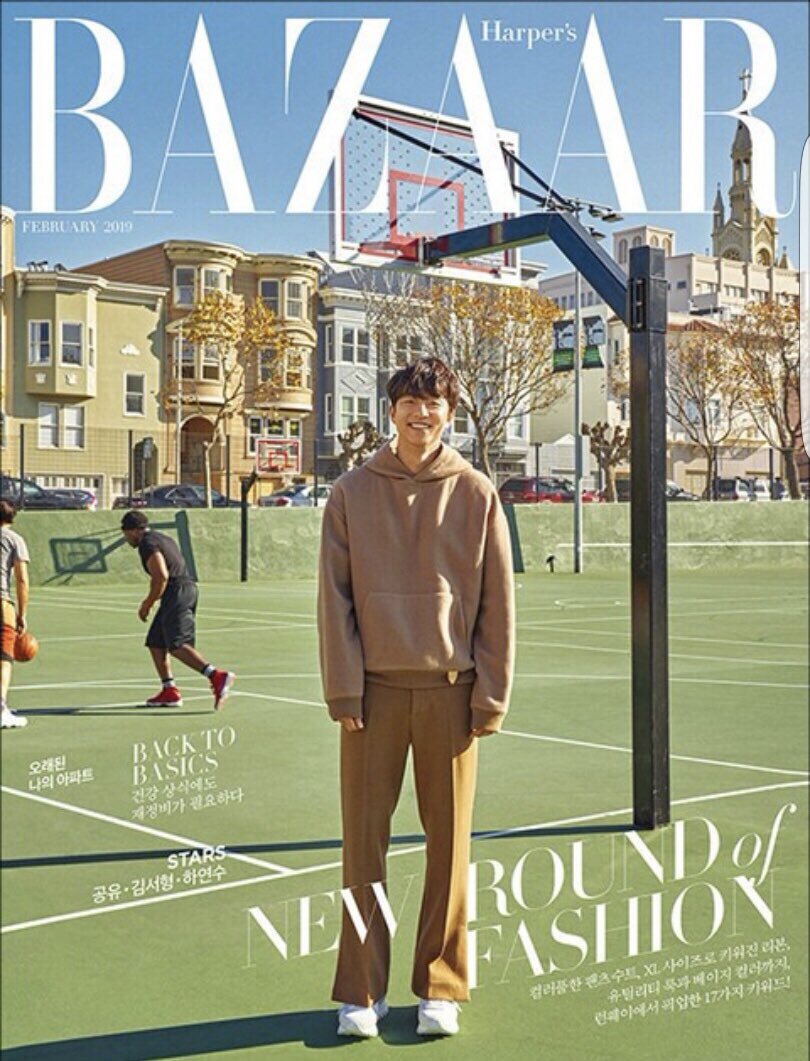 Harper's
BAZAAR
FEBRUARY 2019
오래된
나의 아파트
BACK TO
BASICS
건강 상식에도
재정비가 필요하다
STARS
공유·김서형·하연수
NEW ROUND of
FASHION
컬러풀한 팬츠 수트, XL 사이즈로 키워진 리본,
유틸리티 룩과 베이지 컬러까지,
런웨이에서 픽업한 17가지 키워드!